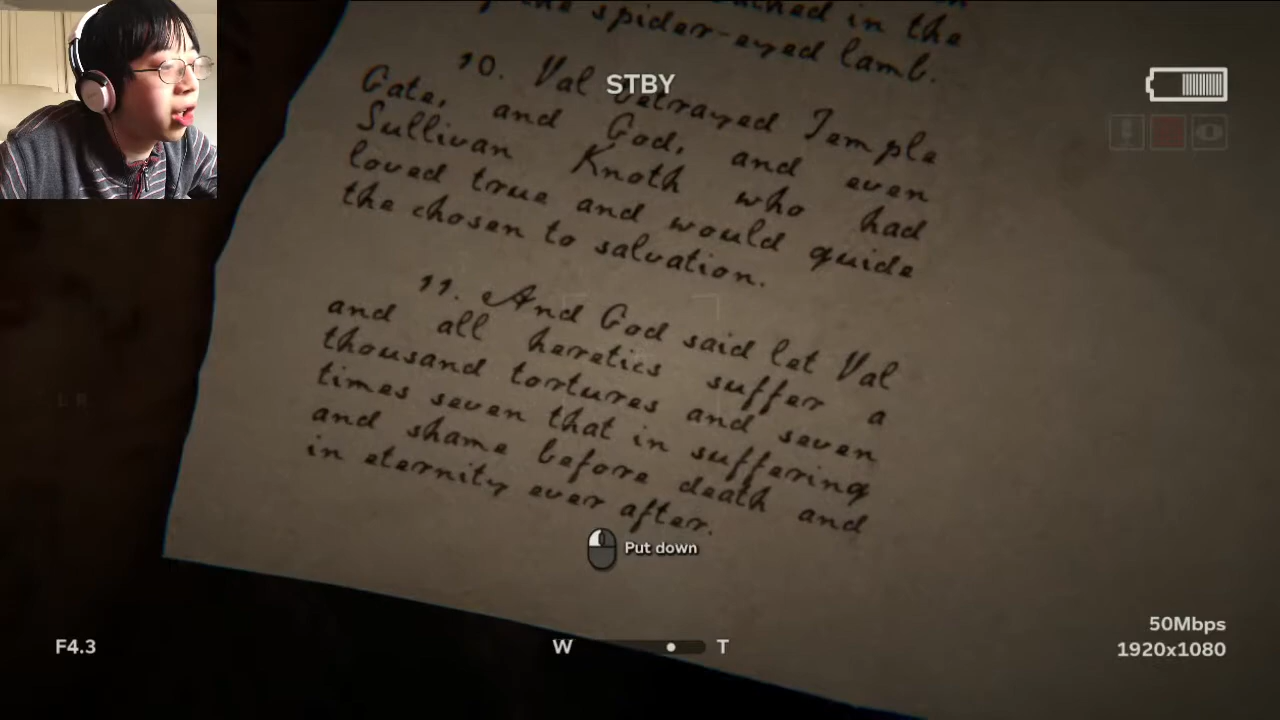 in the
the spider-eyed lamb.
10. Val betrayed Temple
Gate, and God, and even
Sullivan Knoth who had
loved true and would guide
the chosen to salvation.
11. And God said let Val
and all heretics suffer a
thousand tortures and seven
times seven that in suffering
and shame before death and
in eternity ever after.
STBY
Put down
F4.3
W T
50Mbps
1920x1080